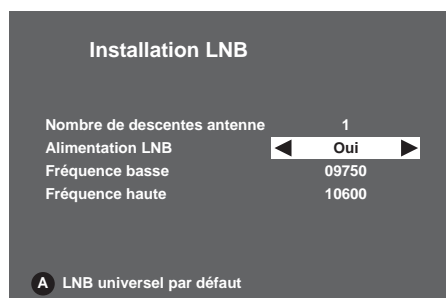 Installation LNB
Nombre de descentes antenne 1
Alimentation LNB Oui
Fréquence basse 09750
Fréquence haute 10600
A LNB universel par défaut